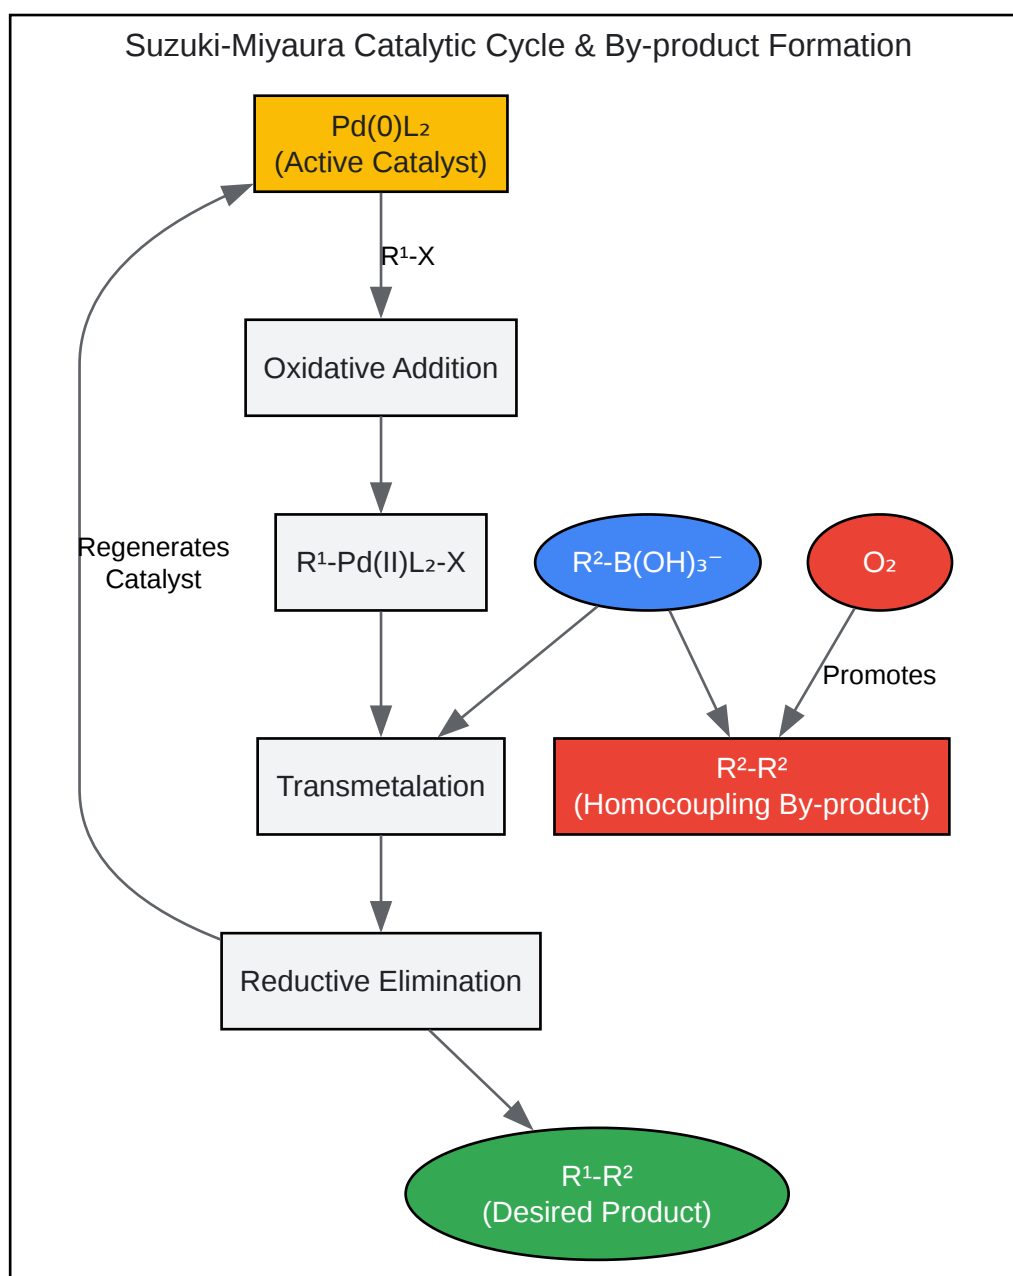 Suzuki-Miyaura Catalytic Cycle & By-product Formation
Pd(0)L₂
(Active Catalyst)
R¹-X
Oxidative Addition
Regenerates
Catalyst
R¹-Pd(II)L₂-X
R²-B(OH)₃⁻
O₂
Promotes
Transmetalation
R²-R²
(Homocoupling By-product)
Reductive Elimination
R¹-R²
(Desired Product)